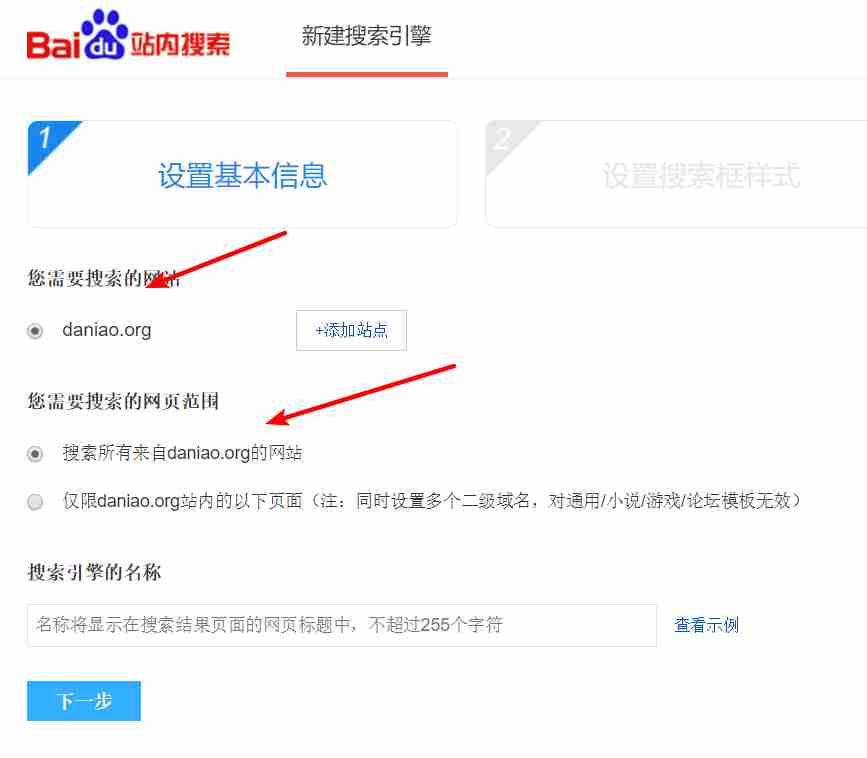 Bai du 站内搜索
新建搜索引擎
1
设置基本信息
2
设置搜索框样式
您需要搜索的网站
daniao.org
+添加站点
您需要搜索的网页范围
搜索所有来自daniao.org的网站
仅限daniao.org站内的以下页面（注：同时设置多个二级域名，对通用/小说/游戏/论坛模板无效）
搜索引擎的名称
名称将显示在搜索结果页面的网页标题中，不超过255个字符
查看示例
下一步